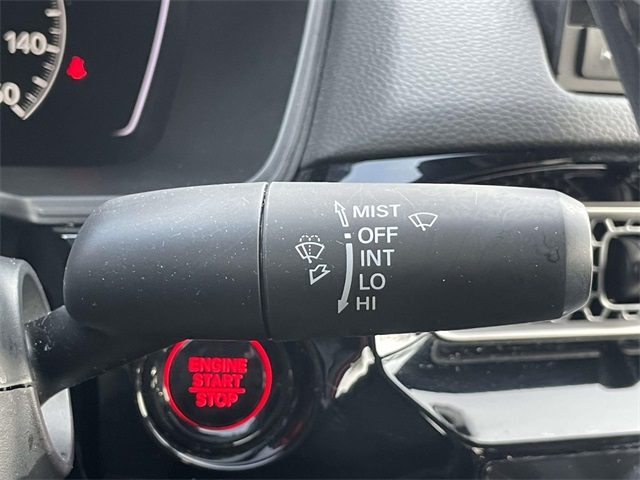 140
MIST
OFF
INT
LO
HI
ENGINE
START
STOP